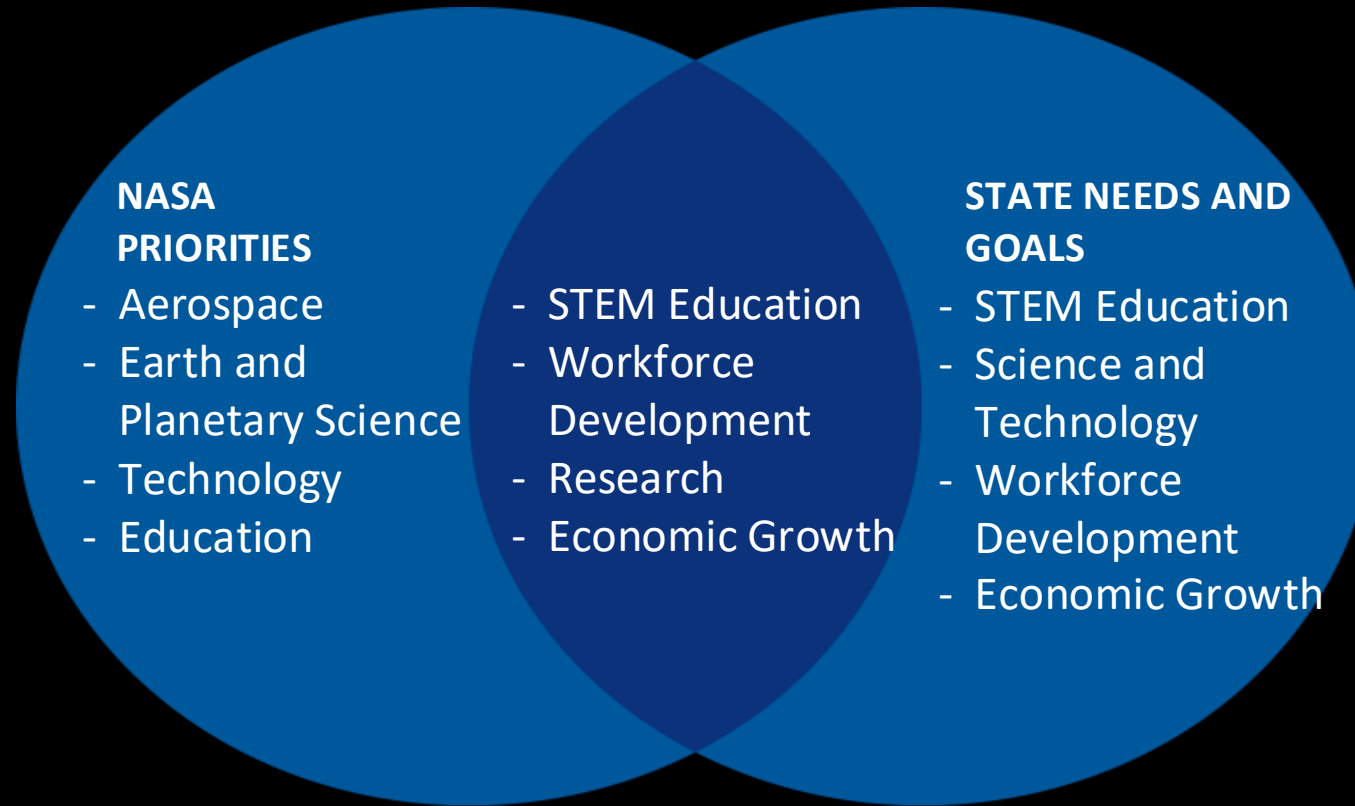 NASA
PRIORITIES
- Aerospace
- Earth and
Planetary Science
- Technology
- Education
- STEM Education
- Workforce
Development
- Research
- Economic Growth
STATE NEEDS AND
GOALS
- STEM Education
- Science and
Technology
- Workforce
Development
- Economic Growth